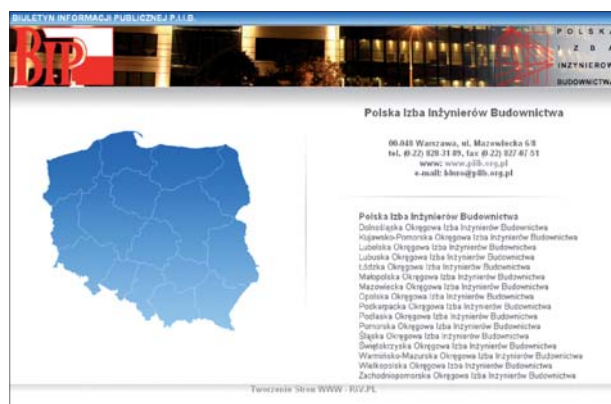 BIULETYN INFORMACJI PUBLICZNEJ P.I.I.B.
BIP
POLSKA
IZBA
INŻYNIERÓW
BUDOWNICTWA
Polska Izba Inżynierów Budownictwa
00-048 Warszawa, ul. Mazowiecka 6/8
tel. (0-22) 828-31-89, fax (0-22) 827-07-51
www: www.piib.org.pl
e-mail: biuro@piib.org.pl
Polska Izba Inżynierów Budownictwa
Dolnośląska Okręgowa Izba Inżynierów Budownictwa
Kujawsko-Pomorska Okręgowa Izba Inżynierów Budownictwa
Lubelska Okręgowa Izba Inżynierów Budownictwa
Lubuska Okręgowa Izba Inżynierów Budownictwa
Łódzka Okręgowa Izba Inżynierów Budownictwa
Małopolska Okręgowa Izba Inżynierów Budownictwa
Mazowiecka Okręgowa Izba Inżynierów Budownictwa
Opolska Okręgowa Izba Inżynierów Budownictwa
Podkarpacka Okręgowa Izba Inżynierów Budownictwa
Podlaska Okręgowa Izba Inżynierów Budownictwa
Pomorska Okręgowa Izba Inżynierów Budownictwa
Śląska Okręgowa Izba Inżynierów Budownictwa
Świętokrzyska Okręgowa Izba Inżynierów Budownictwa
Warmińsko-Mazurska Okręgowa Izba Inżynierów Budownictwa
Wielkopolska Okręgowa Izba Inżynierów Budownictwa
Zachodniopomorska Okręgowa Izba Inżynierów Budownictwa
Tworzenie Stron WWW - RIV.PL